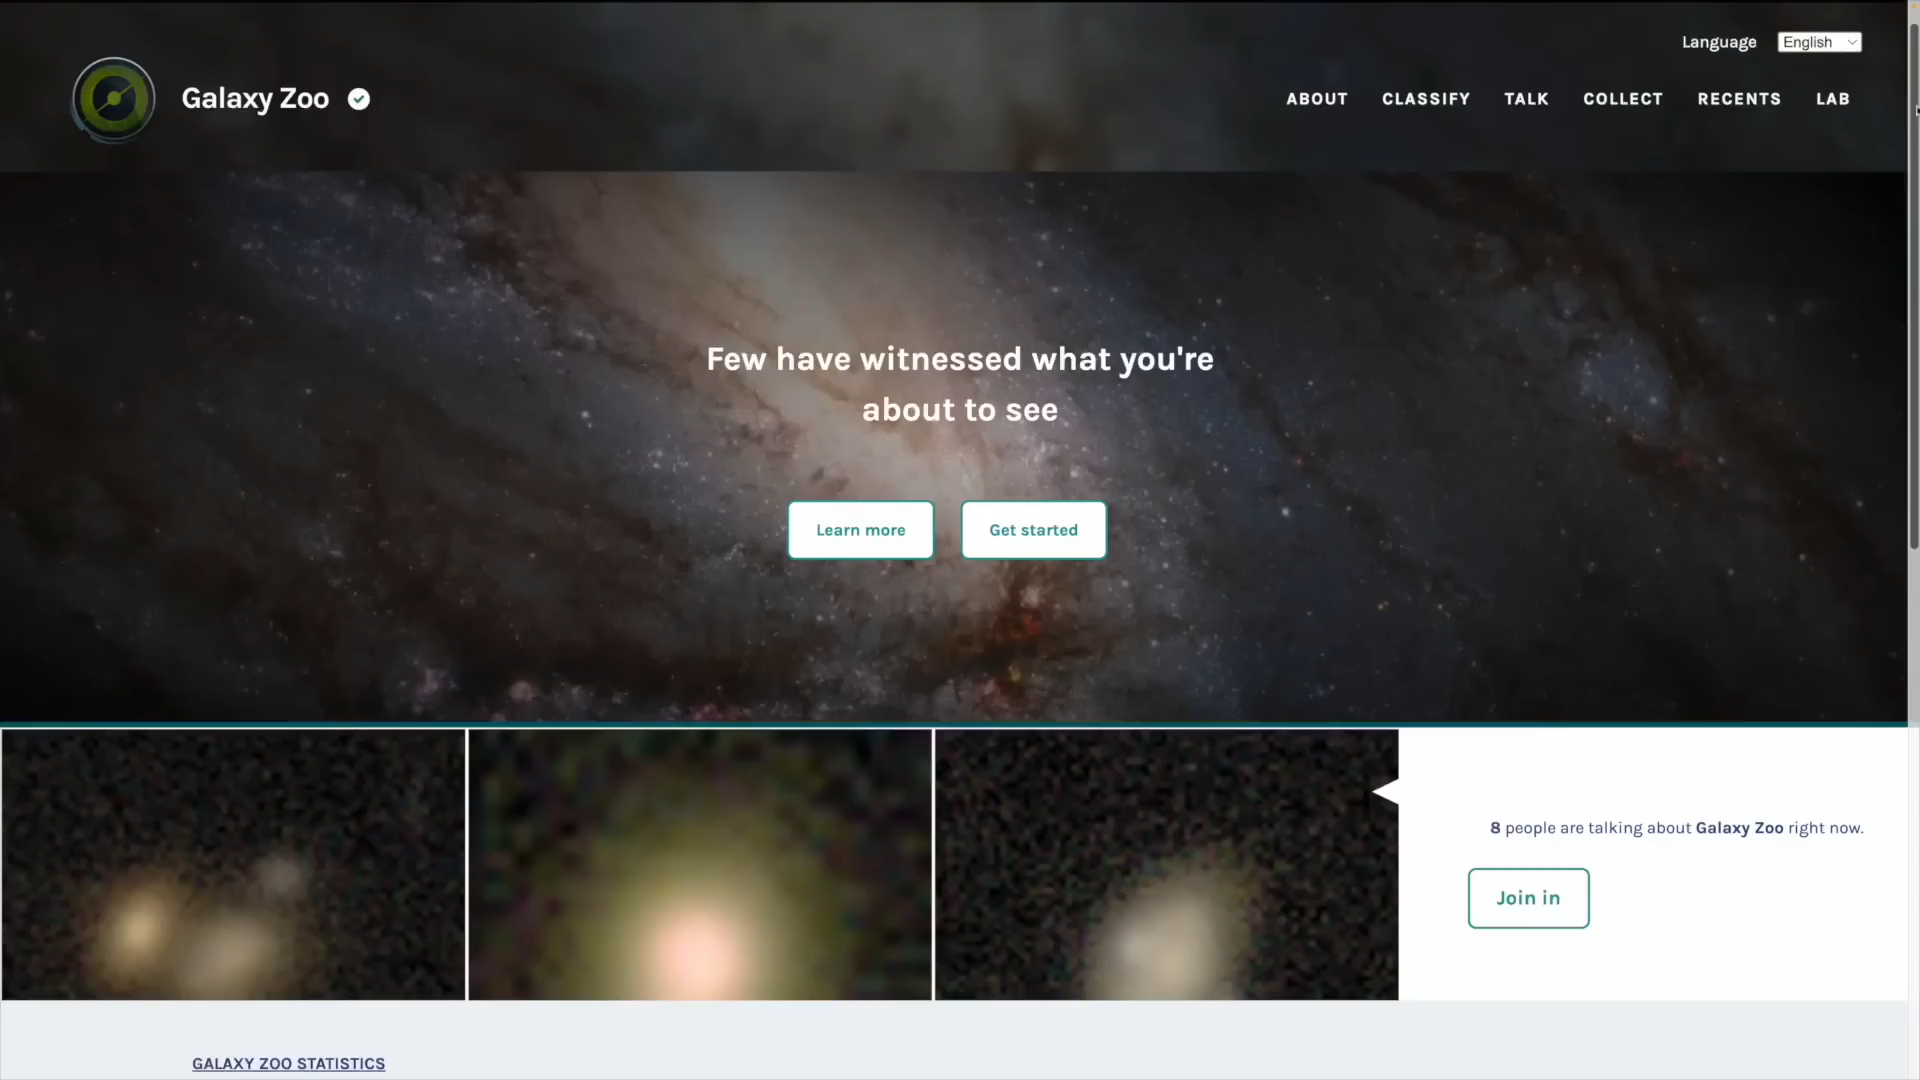 Language English
Galaxy Zoo
ABOUT CLASSIFY TALK COLLECT RECENTS LAB
Few have witnessed what you're
about to see
Learn more Get started
8 people are talking about Galaxy Zoo right now.
Join in
GALAXY ZOO STATISTICS